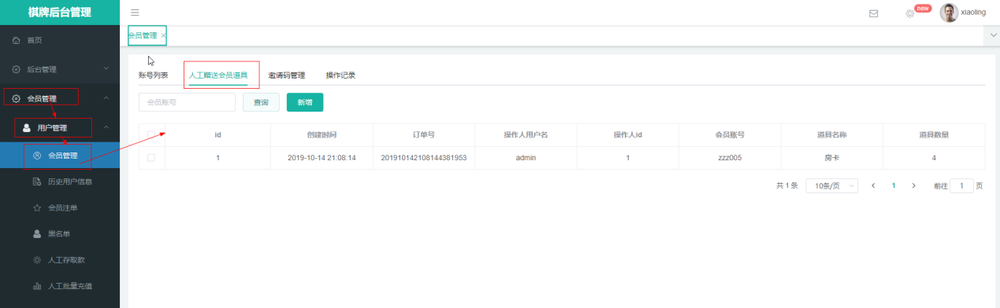 棋牌后台管理
new
xiaoling
首页
后台管理
会员管理
用户管理
会员管理
历史用户信息
会员注单
黑名单
人工存取款
人工批量充值
会员管理 ×
账号列表 人工赠送会员道具 邀请码管理 操作记录
会员账号 查询 新增
id 创建时间 订单号 操作人用户名 操作人id 会员账号 道具名称 道具数量
1 2019-10-14 21:08:14 201910142108144381953 admin 1 zzz005 房卡 4
共 1 条 10条/页 < 1 > 前往 1 页